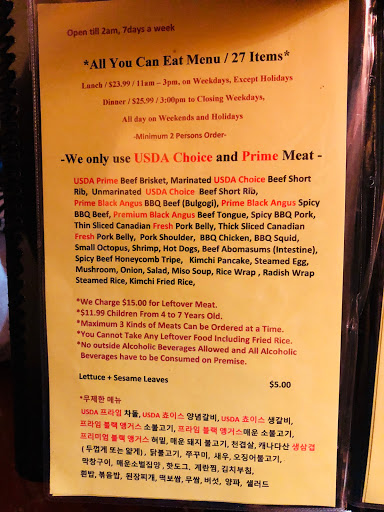 Open till 2am, 7days a week
*All You Can Eat Menu / 27 Items*
Lunch / $23.99 / 11am – 3pm, on Weekdays, Except Holidays
Dinner / $25.99 / 3:00pm to Closing Weekdays,
All day on Weekends and Holidays
-Minimum 2 Persons Order-
-We only use USDA Choice and Prime Meat -
USDA Prime Beef Brisket, Marinated USDA Choice Beef Short
Rib, Unmarinated USDA Choice Beef Short Rib,
Prime Black Angus BBQ Beef (Bulgogi), Prime Black Angus Spicy
BBQ Beef, Premium Black Angus Beef Tongue, Spicy BBQ Pork,
Thin Sliced Canadian Fresh Pork Belly, Thick Sliced Canadian
Fresh Pork Belly, Pork Shoulder, BBQ Chicken, BBQ Squid,
Small Octopus, Shrimp, Hot Dogs, Beef Abomasums (Intestine),
Spicy Beef Honeycomb Tripe, Kimchi Pancake, Steamed Egg,
Mushroom, Onion, Salad, Miso Soup, Rice Wrap , Radish Wrap
Steamed Rice, Kimchi Fried Rice,
*We Charge $15.00 for Leftover Meat.
*$11.99 Children From 4 to 7 Years Old.
*Maximum 3 Kinds of Meats Can be Ordered at a Time.
*You Cannot Take Any Leftover Food Including Fried Rice.
*No outside Alcoholic Beverages Allowed and All Alcoholic
Beverages have to be Consumed on Premise.
Lettuce + Sesame Leaves $5.00
*무제한 메뉴
USDA 프라임 차돌, USDA 쵸이스 양념갈비, USDA 쵸이스 생갈비,
프라임 블랙 앵거스 소불고기, 프라임 블랙 앵거스매운 소불고기,
프리미엄 블랙 앵거스 혀밑, 매운 돼지 불고기, 천겹살, 캐나다산 생삼겹
( 두껍게 또는 얇게) , 닭불고기, 쭈꾸미, 새우, 오징어불고기,
막창구이, 매운소벌집양 , 핫도그, 계란찜, 김치부침,
흰밥, 볶음밥, 된장찌개, 떡보쌈, 무쌈, 버섯, 양파, 샐러드